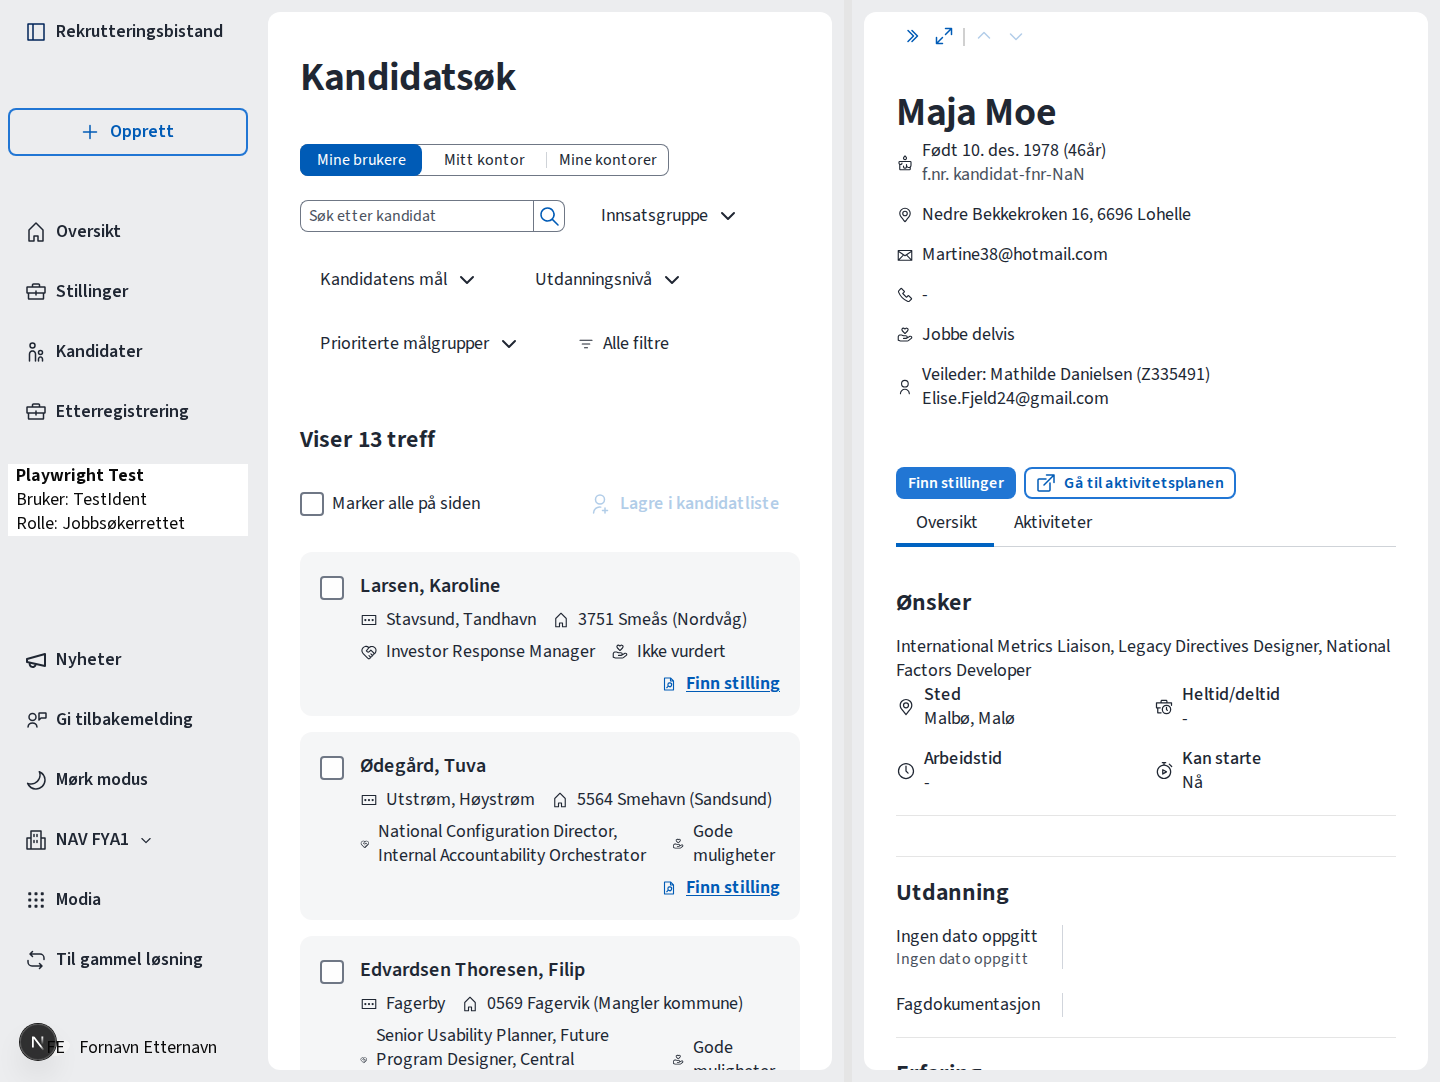 Rekrutteringsbistand
Opprett
Oversikt
Stillinger
Kandidater
Etterregistrering
Playwright Test
Bruker: TestIdent
Rolle: Jobbsøkerrettet
Nyheter
Gi tilbakemelding
Mørk modus
NAV FYA1
Modia
Til gammel løsning
N
FE Fornavn Etternavn
Kandidatsøk
Mine brukere Mitt kontor Mine kontorer
Søk etter kandidat Innsatsgruppe
Kandidatens mål Utdanningsnivå
Prioriterte målgrupper Alle filtre
Viser 13 treff
Marker alle på siden Lagre i kandidatliste
Larsen, Karoline
Stavsund, Tandhavn 3751 Smeås (Nordvåg)
Investor Response Manager Ikke vurdert
Finn stilling
Ødegård, Tuva
Utstrøm, Høystrøm 5564 Smehavn (Sandsund)
National Configuration Director, Gode
Internal Accountability Orchestrator muligheter
Finn stilling
Edvardsen Thoresen, Filip
Fagerby 0569 Fagervik (Mangler kommune)
Senior Usability Planner, Future
Program Designer, Central Gode
muligheter
Maja Moe
Født 10. des. 1978 (46år)
f.nr. kandidat-fnr-NaN
Nedre Bekkekroken 16, 6696 Lohelle
Martine38@hotmail.com
-
Jobbe delvis
Veileder: Mathilde Danielsen (Z335491)
Elise.Fjeld24@gmail.com
Finn stillinger Gå til aktivitetsplanen
Oversikt Aktiviteter
Ønsker
International Metrics Liaison, Legacy Directives Designer, National
Factors Developer
Sted Heltid/deltid
Malbø, Malø -
Arbeidstid Kan starte
- Nå
Utdanning
Ingen dato oppgitt
Ingen dato oppgitt
Fagdokumentasjon
Erfaring